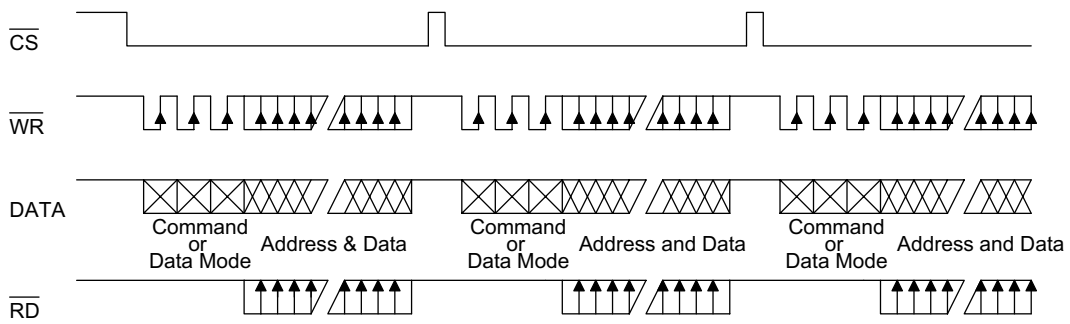 CS
WR
DATA
Command
or
Data Mode
Address & Data
Command
or
Data Mode
Address and Data
Command
or
Data Mode
Address and Data
RD